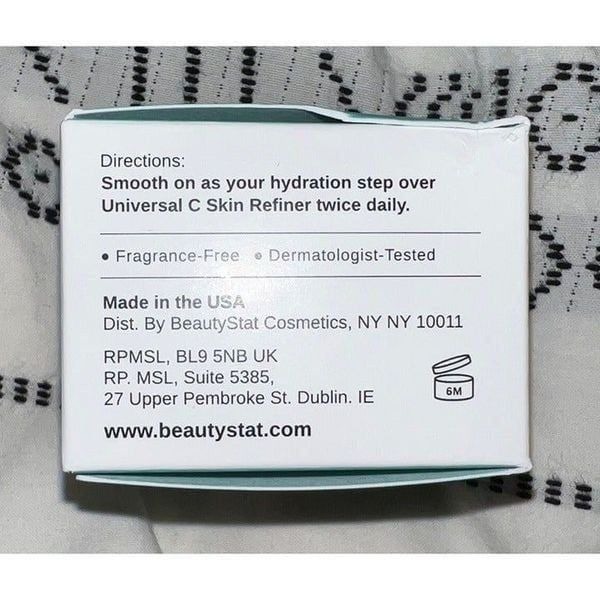 Directions:
Smooth on as your hydration step over
Universal C Skin Refiner twice daily.
• Fragrance-Free • Dermatologist-Tested
Made in the USA
Dist. By BeautyStat Cosmetics, NY NY 10011
RPMSL, BL9 5NB UK
RP. MSL, Suite 5385,
27 Upper Pembroke St. Dublin. IE
6M
www.beautystat.com